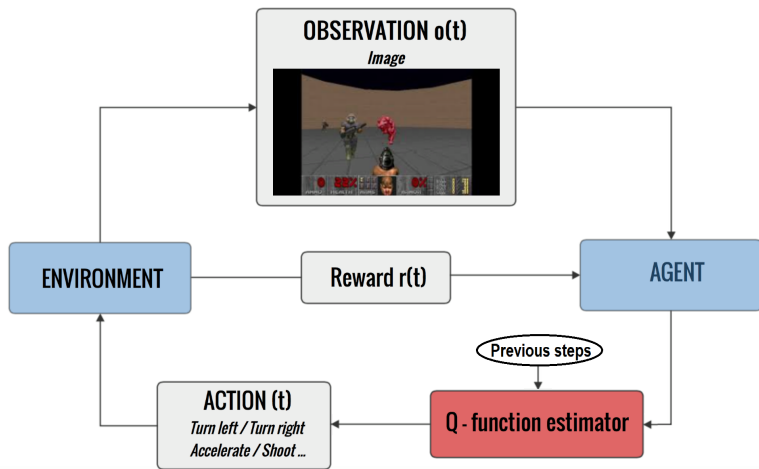 OBSERVATION o(t)
Image
ENVIRONMENT
Reward r(t)
AGENT
Previous steps
ACTION (t)
Turn left / Turn right
Accelerate / Shoot ...
Q - function estimator